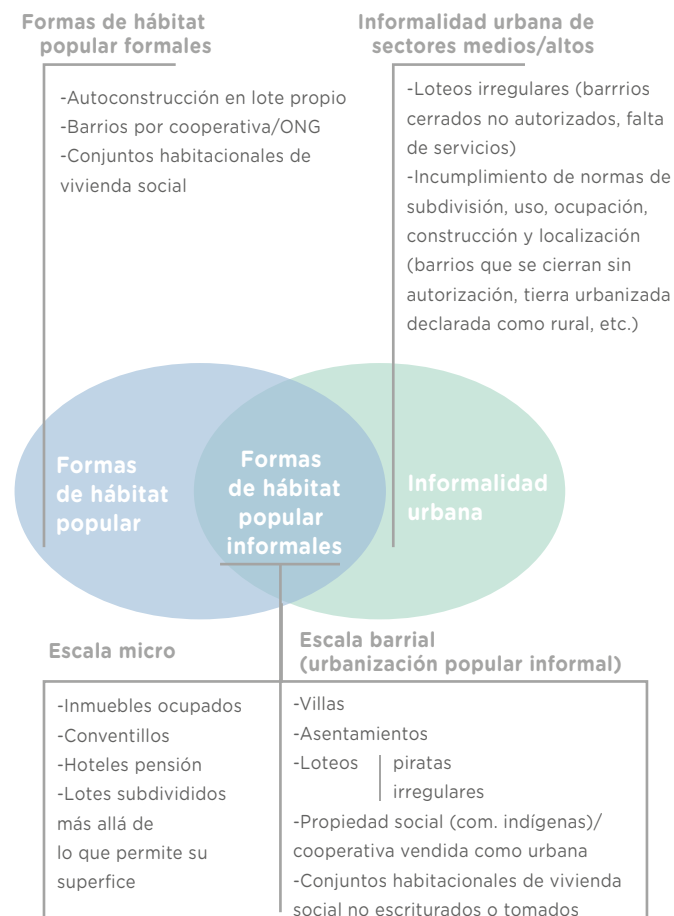 Formas de hábitat
popular formales
-Autoconstrucción en lote propio
-Barrios por cooperativa/ONG
-Conjuntos habitacionales de
vivienda social
Informalidad urbana de
sectores medios/altos
-Loteos irregulares (barrrios
cerrados no autorizados, falta
de servicios)
-Incumplimiento de normas de
subdivisión, uso, ocupación,
construcción y localización
(barrios que se cierran sin
autorización, tierra urbanizada
declarada como rural, etc.)
Formas
de hábitat
popular
Formas
de hábitat
popular
informales
Informalidad
urbana
Escala micro
-Inmuebles ocupados
-Conventillos
-Hoteles pensión
-Lotes subdivididos
más allá de
lo que permite su
superfice
Escala barrial
(urbanización popular informal)
-Villas
-Asentamientos
-Loteos piratas
irregulares
-Propiedad social (com. indígenas)/
cooperativa vendida como urbana
-Conjuntos habitacionales de vivienda
social no escriturados o tomados